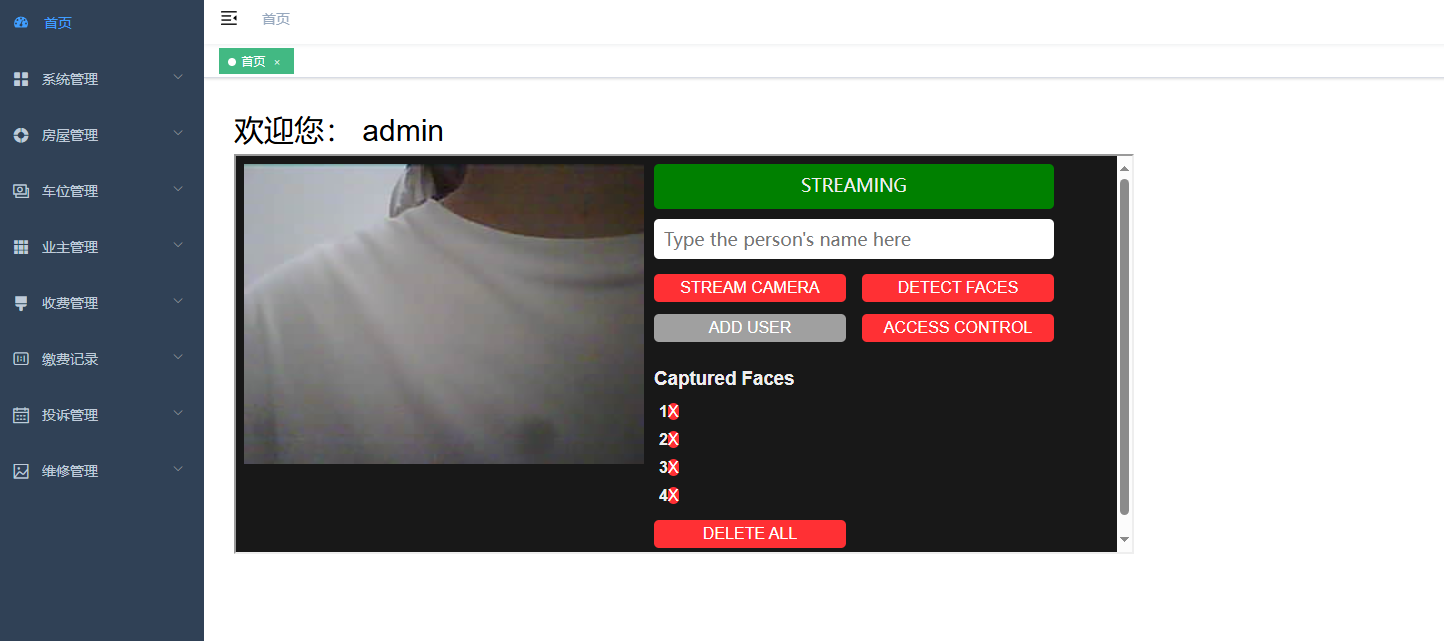 首页
系统管理
房屋管理
车位管理
业主管理
收费管理
缴费记录
投诉管理
维修管理
首页
首页 ×
欢迎您： admin
STREAMING
Type the person's name here
STREAM CAMERA
DETECT FACES
ADD USER
ACCESS CONTROL
Captured Faces
1X
2X
3X
4X
DELETE ALL